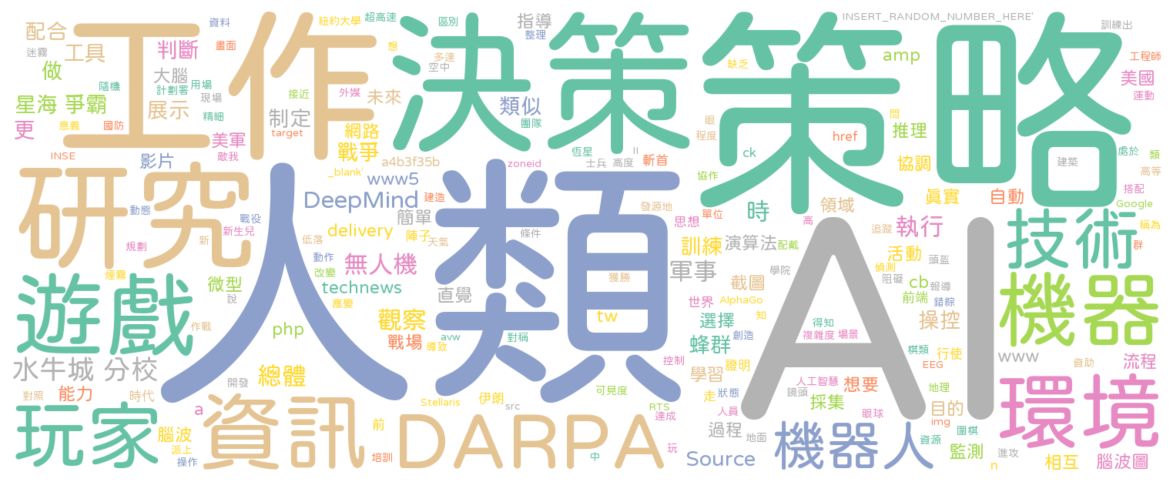 配合
工具
迷霧
工作
資料
畫面
判斷
紐約大學
超高速
想
區別
多達
空中
指導
整理
決策
策略
INSERT_RANDOM_NUMBER_HERE'
缺乏
amp
訓練出
工程師
美國
運動
做
大腦
隨機
計劃署
用場
現場
接近
外媒
未來
類似
團隊
星海 爭霸
更
意義
國防
展示
精細
美軍
敵我
制定
target
網路
戰爭
a4b3f35b
恆星
II
士兵
高度
斬首
眼
程度
ck
href
問
推理
協調
建築
處於
類
高等
INSE
影片
_blank'
www5
zoneid
協作
研究
人類
DeepMind
建造
動態
戰役
新生兒
簡單
發源地
思想
單位
高
時
領域
真實
自動
搭配
Google
稱為
群
規劃
新
低落
delivery
陣子
天氣
條件
訓練
演算法
配戴
追蹤
執行
AI
技術
煙霧
說
動作
改變
應變
無人機
獲勝
軍事
學院
截圖
活動
偵測
阻礙
頭盔
報導
遊戲
微型
technews
直覺
世界
AlphaGo
知
cb
前端
錯綜
機器
作戰
php
觀察
戰場
導致
avw
對稱
tw
選擇
創造
得知
複雜度
場景
操控
水牛城 分校
總體
控制
蜂群
證明
棋類
行使
www
資助
流程
能力
對照
時代
開發
a
Stellaris
伊朗
src
可見度
學習
走
狀態
人工智慧
鏡頭
想要
EEG
地理
環境
玩家
腦波
派上
操作
資訊
前
培訓
DARPA
RTS
達成
中
玩
人員
過程
地面
採集
眼球
目的
img
圍棋
資源
監測
進攻
n
相互
腦波圖
Source
機器人